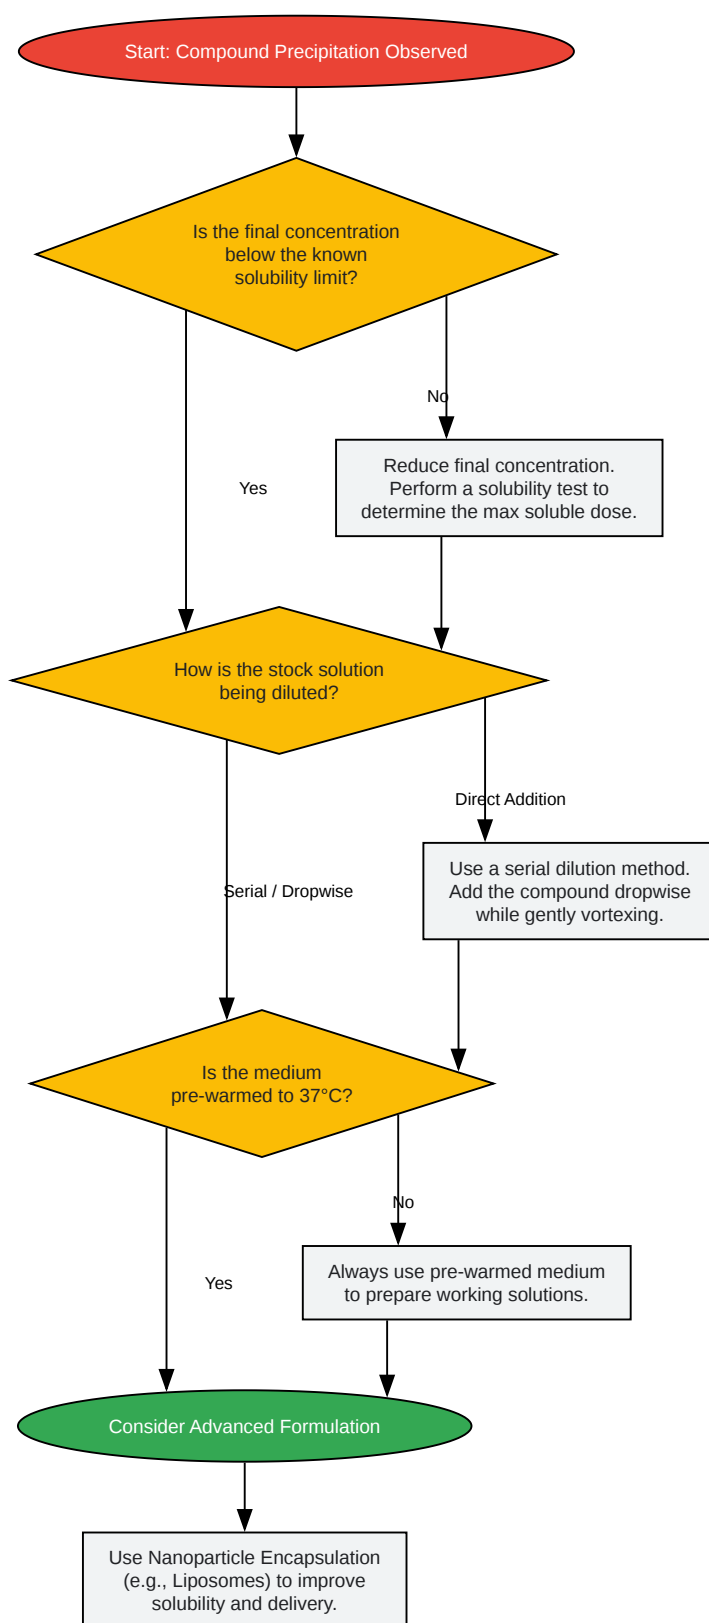 Start: Compound Precipitation Observed
Is the final concentration
below the known
solubility limit?
No
Reduce final concentration.
Perform a solubility test to
determine the max soluble dose.
Yes
How is the stock solution
being diluted?
Direct Addition
Use a serial dilution method.
Add the compound dropwise
while gently vortexing.
Serial / Dropwise
Is the medium
pre-warmed to 37°C?
No
Always use pre-warmed medium
to prepare working solutions.
Yes
Consider Advanced Formulation
Use Nanoparticle Encapsulation
(e.g., Liposomes) to improve
solubility and delivery.